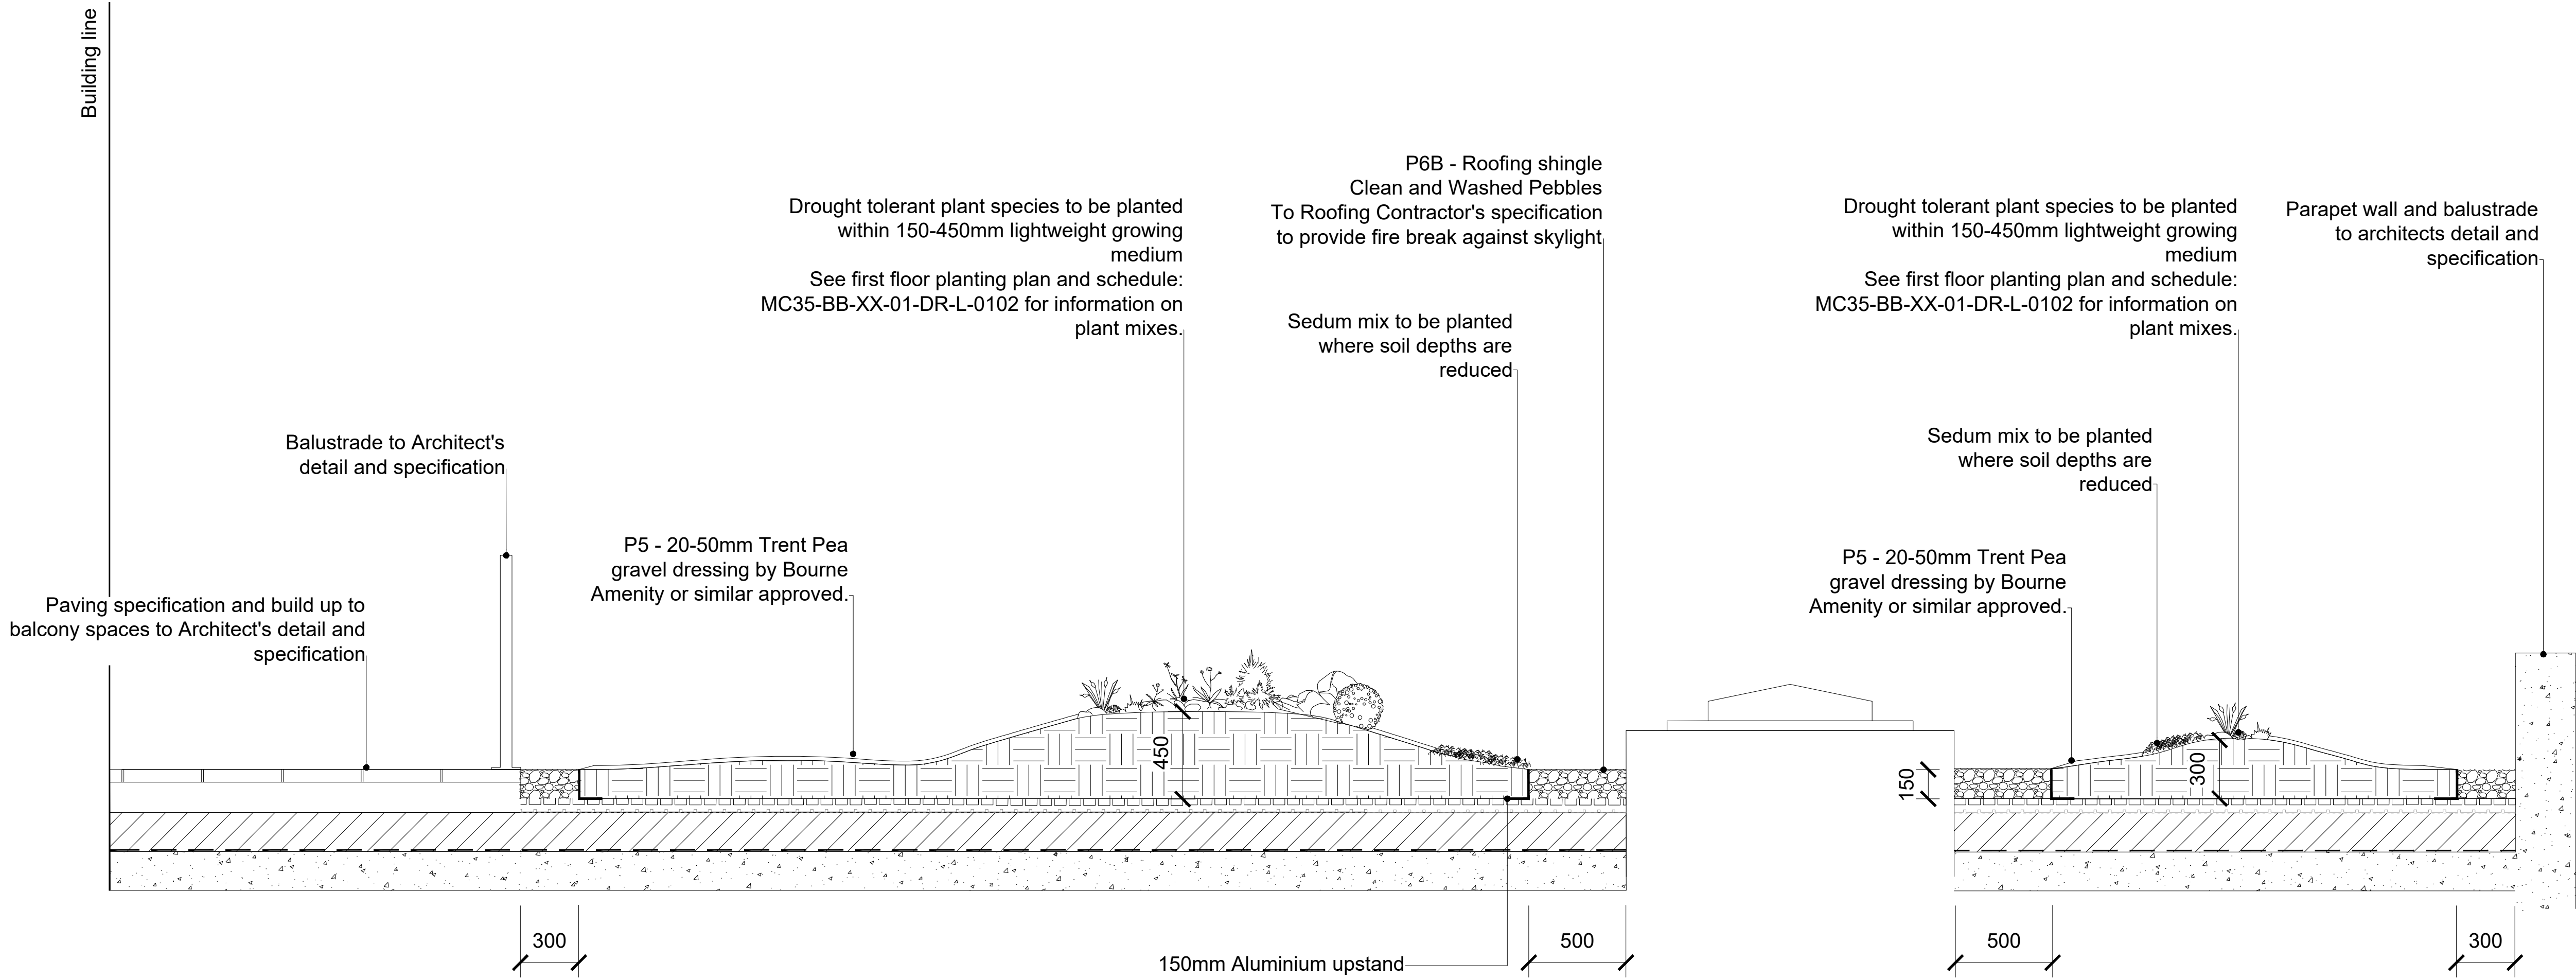 Building line
P6B - Roofing shingle
Clean and Washed Pebbles
To Roofing Contractor's specification
to provide fire break against skylight
Drought tolerant plant species to be planted
within 150-450mm lightweight growing
medium
See first floor planting plan and schedule:
MC35-BB-XX-01-DR-L-0102 for information on
plant mixes.
Drought tolerant plant species to be planted
within 150-450mm lightweight growing
medium
See first floor planting plan and schedule:
MC35-BB-XX-01-DR-L-0102 for information on
plant mixes.
Parapet wall and balustrade
to architects detail and
specification
Sedum mix to be planted
where soil depths are
reduced
Balustrade to Architect's
detail and specification
Sedum mix to be planted
where soil depths are
reduced
P5 - 20-50mm Trent Pea
gravel dressing by Bourne
Amenity or similar approved.
P5 - 20-50mm Trent Pea
gravel dressing by Bourne
Amenity or similar approved.
Paving specification and build up to
balcony spaces to Architect's detail and
specification
450
150
300
300
500
500
300
150mm Aluminium upstand